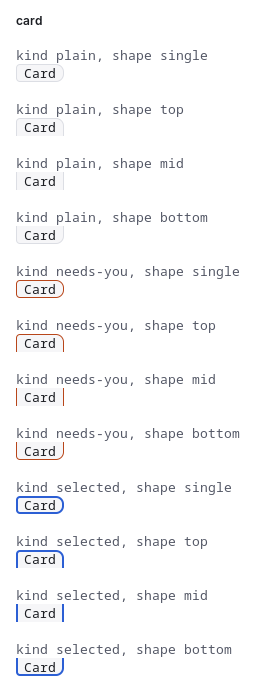 card
kind plain, shape single
Card
kind plain, shape top
Card
kind plain, shape mid
Card
kind plain, shape bottom
Card
kind needs-you, shape single
Card
kind needs-you, shape top
Card
kind needs-you, shape mid
Card
kind needs-you, shape bottom
Card
kind selected, shape single
Card
kind selected, shape top
Card
kind selected, shape mid
Card
kind selected, shape bottom
Card